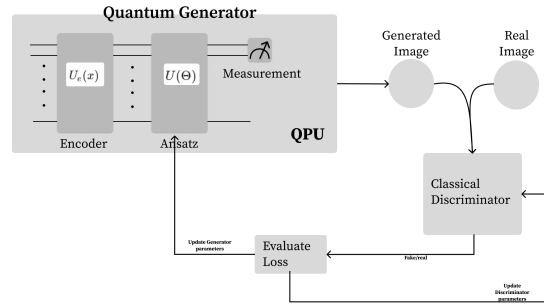 Quantum Generator
Generated
Image
Real
Image
U_e(x)
U(Θ)
Measurement
QPU
Encoder
Ansatz
Classical
Discriminator
Update Generator
parameters
Evaluate
Loss
Fake/real
Update
Discriminator
parameters